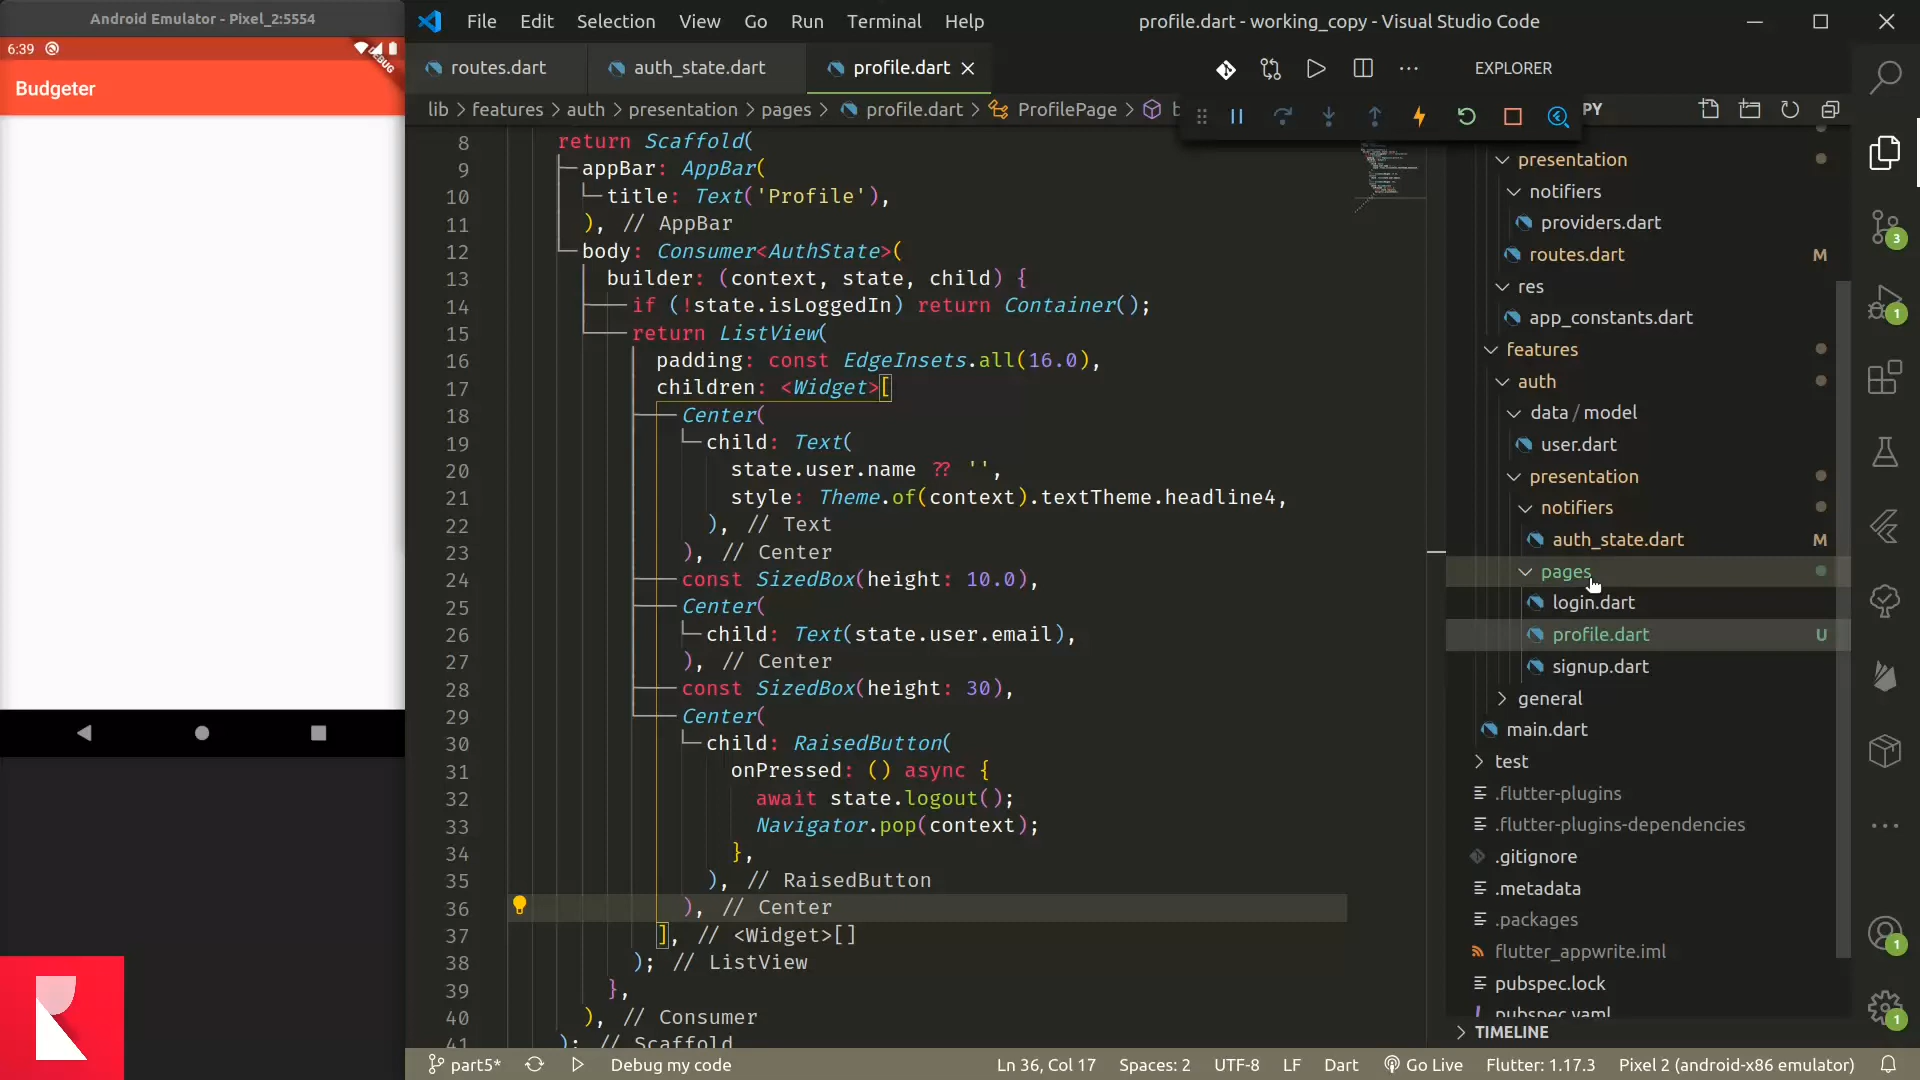 Android Emulator - Pixel_2:5554
6:39
DEBUG
Budgeter
File Edit Selection View Go Run Terminal Help
profile.dart - working_copy - Visual Studio Code
routes.dart
auth_state.dart
profile.dart
lib > features > auth > presentation > pages > profile.dart > ProfilePage >
8 return Scaffold(
9 appBar: AppBar(
10 title: Text('Profile'),
11 ), // AppBar
12 body: Consumer<AuthState>(
13 builder: (context, state, child) {
14 if (!state.isLoggedIn) return Container();
15 return ListView(
16 padding: const EdgeInsets.all(16.0),
17 children: <Widget>[
18 Center(
19 child: Text(
20 state.user.name ?? '',
21 style: Theme.of(context).textTheme.headline4,
22 ), // Text
23 ), // Center
24 const SizedBox(height: 10.0),
25 Center(
26 child: Text(state.user.email),
27 ), // Center
28 const SizedBox(height: 30),
29 Center(
30 child: RaisedButton(
31 onPressed: () async {
32 await state.logout();
33 Navigator.pop(context);
34 },
35 ), // RaisedButton
36 ), // Center
37 ], // <Widget>[]
38 ); // ListView
39 },
40 ), // Consumer
41 ); // Scaffold
EXPLORER
PY
presentation
notifiers
providers.dart
routes.dart M
res
app_constants.dart
features
auth
data / model
user.dart
presentation
notifiers
auth_state.dart M
pages
login.dart
profile.dart U
signup.dart
general
main.dart
test
.flutter-plugins
.flutter-plugins-dependencies
.gitignore
.metadata
.packages
flutter_appwrite.iml
pubspec.lock
pubspec.yaml
TIMELINE
3
1
1
1
part5*
Debug my code
Ln 36, Col 17
Spaces: 2
UTF-8
LF
Dart
Go Live
Flutter: 1.17.3
Pixel 2 (android-x86 emulator)